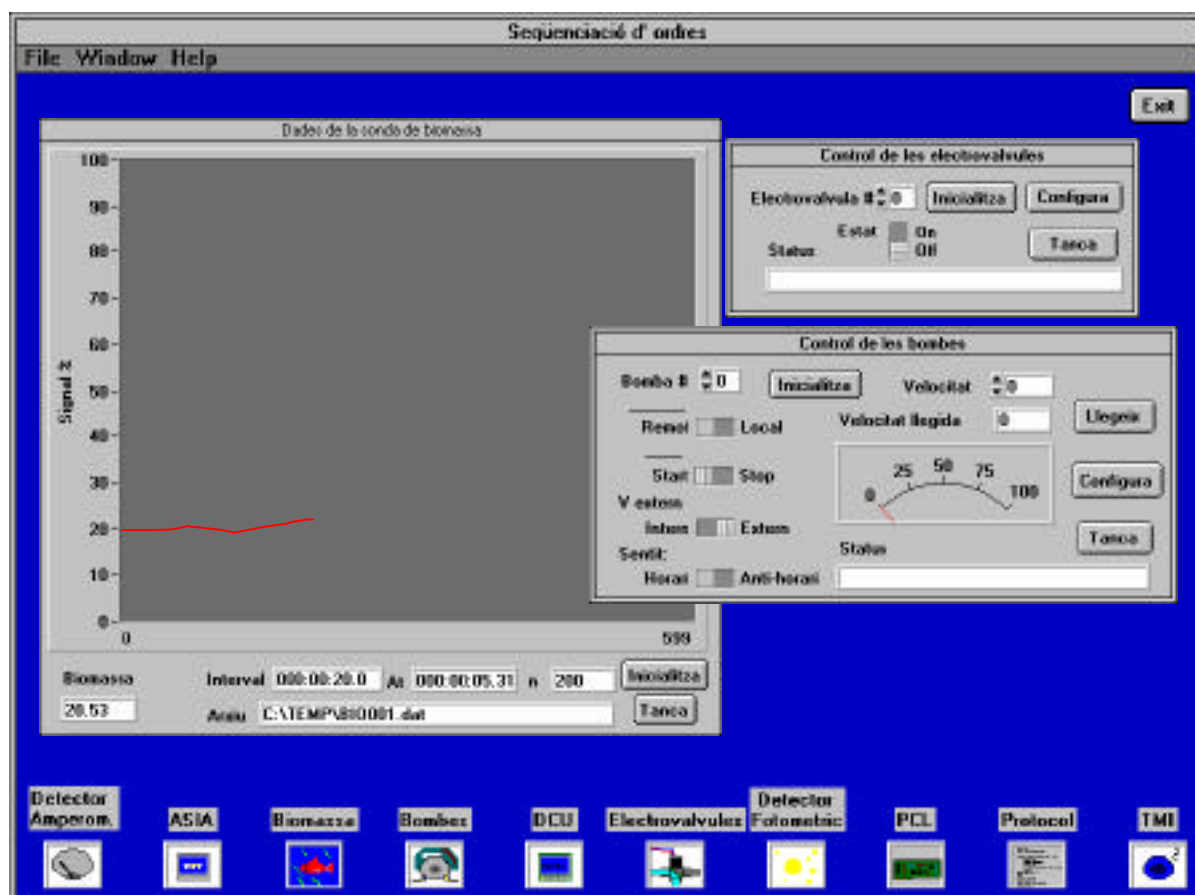 Seqüenciació d' ordres
File Window Help
Exit
Dades de la sonda de biomassa
100
90
80
70
60
50
40
30
20
10
0
Signal %
0 599
Biomassa
20.53
Interval 000:00:20.0 At 000:00:05.31 n 200 Inicialitza
Arxiu C:\TEMP\BIO001.dat Tanca
Control de les electrovalvules
Electrovalvula # 0 Inicialitza Configura
Estat On
Off
Status Tanca
Control de les bombes
Bomba # 0 Inicialitza Velocitat 0
Remot Local Velocitat llegida 0 Llegeix
Start Stop
0 25 50 75 100
Configura
V extern
Intern Extern
Status Tanca
Sentit:
Horari Anti-horari
Detector
Amperom.
ASIA
Biomassa
Bombes
DCU
Electrovalvules
Detector
Fotometric
PCL
Protocol
TMI